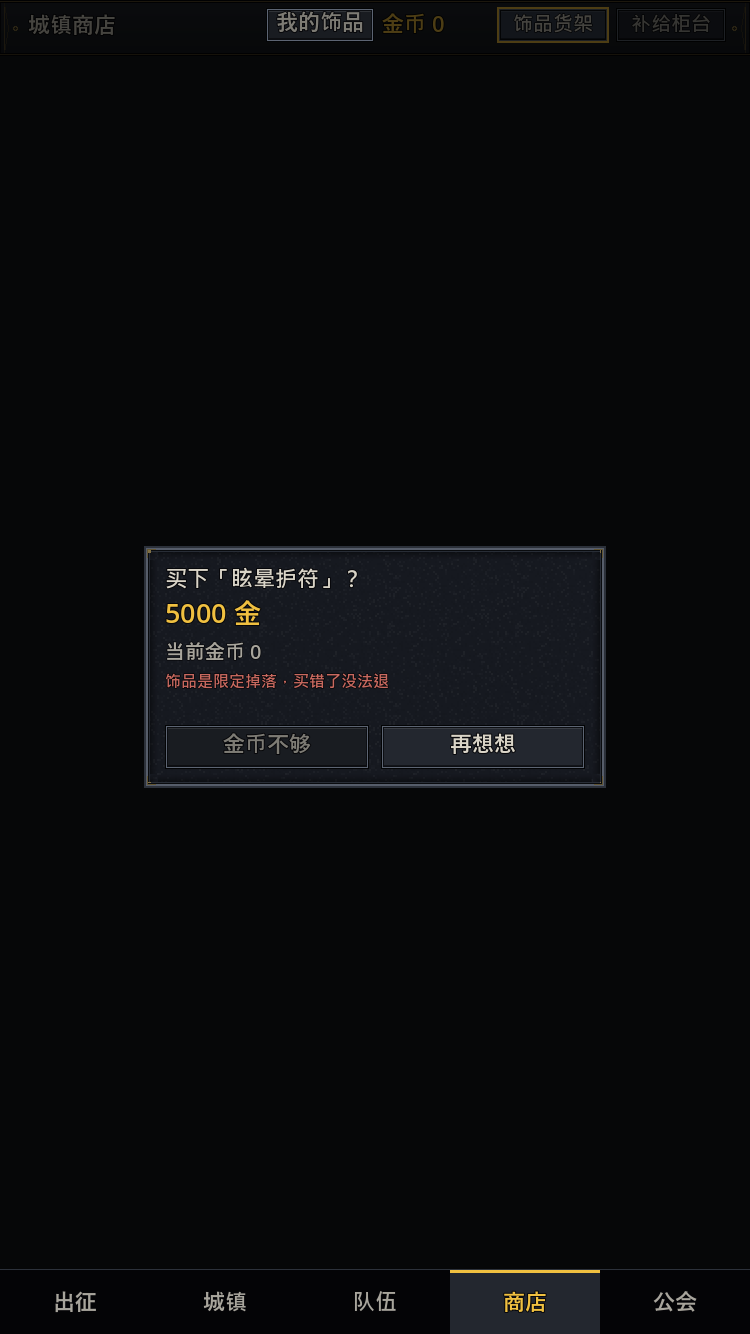 城镇商店
我的饰品
金币 0
饰品货架
补给柜台
买下「眩晕护符」？
5000 金
当前金币 0
饰品是限定掉落 · 买错了没法退
金币不够
再想想
出征
城镇
队伍
商店
公会